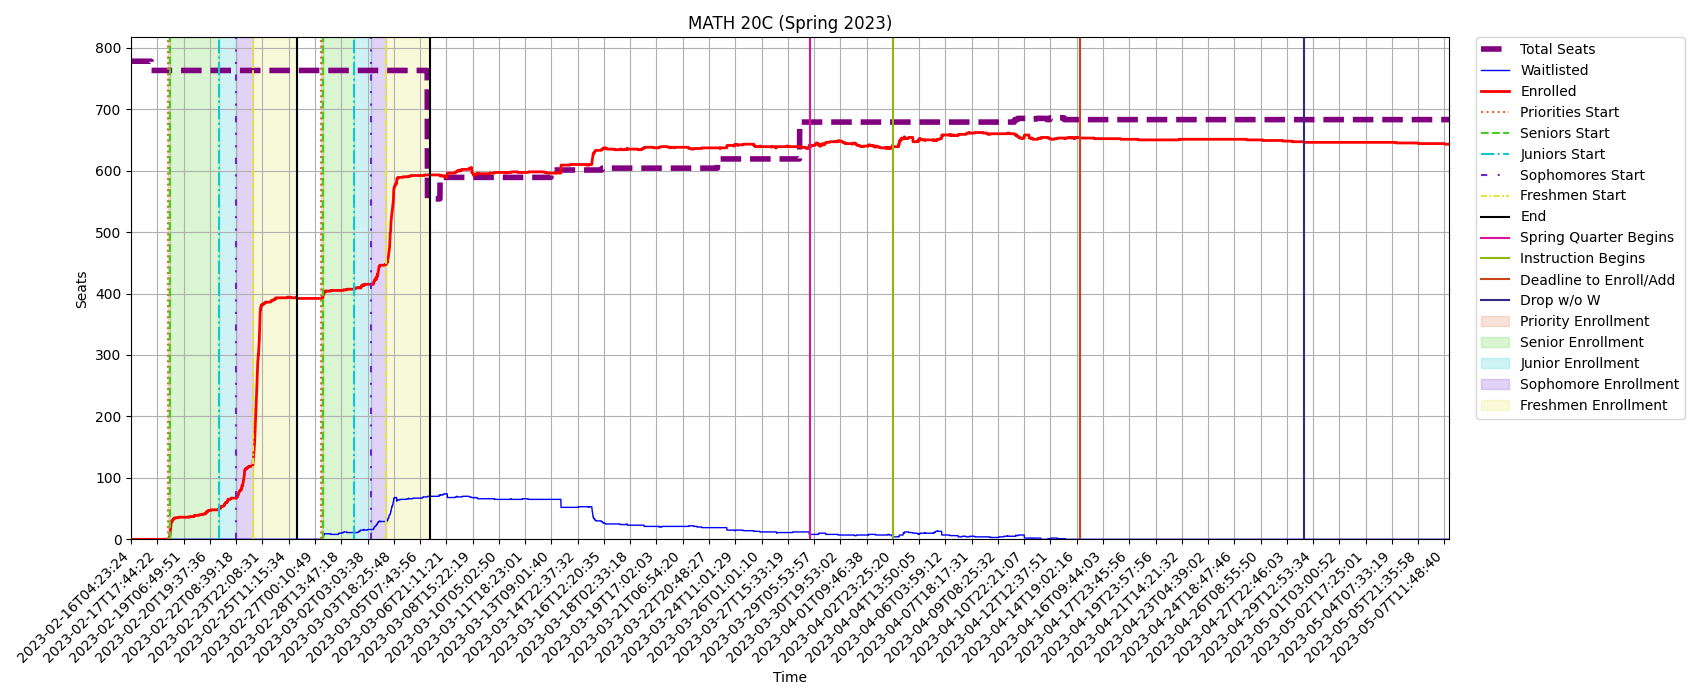 MATH 20C (Spring 2023)
Seats
800
700
600
500
400
300
200
100
0
2023-02-16T04:23:24
2023-02-17T17:44:22
2023-02-19T06:49:51
2023-02-20T19:37:36
2023-02-22T08:39:18
2023-02-23T22:08:31
2023-02-25T11:15:34
2023-02-27T00:10:49
2023-02-28T13:47:18
2023-03-02T03:03:38
2023-03-03T18:25:48
2023-03-05T07:43:56
2023-03-06T21:11:21
2023-03-08T15:22:19
2023-03-10T05:02:50
2023-03-11T18:23:01
2023-03-13T09:01:40
2023-03-14T22:37:32
2023-03-16T12:20:35
2023-03-18T02:33:18
2023-03-19T17:02:03
2023-03-21T06:54:20
2023-03-22T20:48:27
2023-03-24T11:01:29
2023-03-26T01:01:10
2023-03-27T15:33:19
2023-03-29T05:53:57
2023-03-30T19:53:02
2023-04-01T09:46:38
2023-04-02T23:25:20
2023-04-04T13:50:05
2023-04-06T03:59:12
2023-04-07T18:17:31
2023-04-09T08:25:32
2023-04-10T22:21:07
2023-04-12T12:37:51
2023-04-14T19:02:16
2023-04-16T09:44:03
2023-04-17T23:45:56
2023-04-19T23:57:56
2023-04-21T14:21:32
2023-04-23T04:39:02
2023-04-24T18:47:46
2023-04-26T08:55:50
2023-04-27T22:46:03
2023-04-29T12:53:34
2023-05-01T03:00:52
2023-05-02T17:25:01
2023-05-04T07:33:19
2023-05-05T21:35:58
2023-05-07T11:48:40
Time
Total Seats
Waitlisted
Enrolled
Priorities Start
Seniors Start
Juniors Start
Sophomores Start
Freshmen Start
End
Spring Quarter Begins
Instruction Begins
Deadline to Enroll/Add
Drop w/o W
Priority Enrollment
Senior Enrollment
Junior Enrollment
Sophomore Enrollment
Freshmen Enrollment